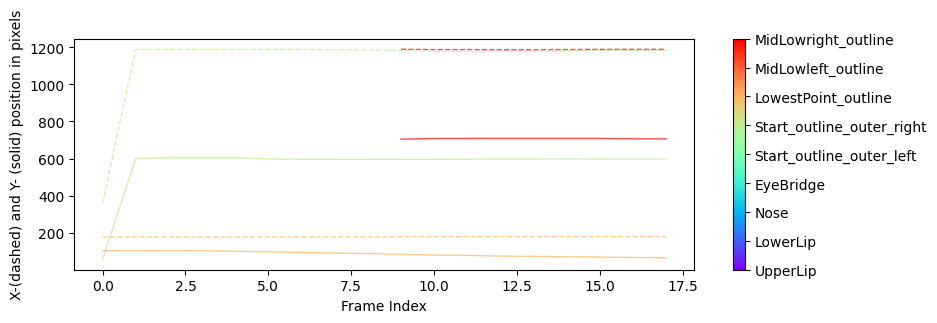 X-(dashed) and Y- (solid) position in pixels
1200
1000
800
600
400
200
0.0
2.5
5.0
7.5
10.0
12.5
15.0
17.5
Frame Index
MidLowright_outline
MidLowleft_outline
LowestPoint_outline
Start_outline_outer_right
Start_outline_outer_left
EyeBridge
Nose
LowerLip
UpperLip